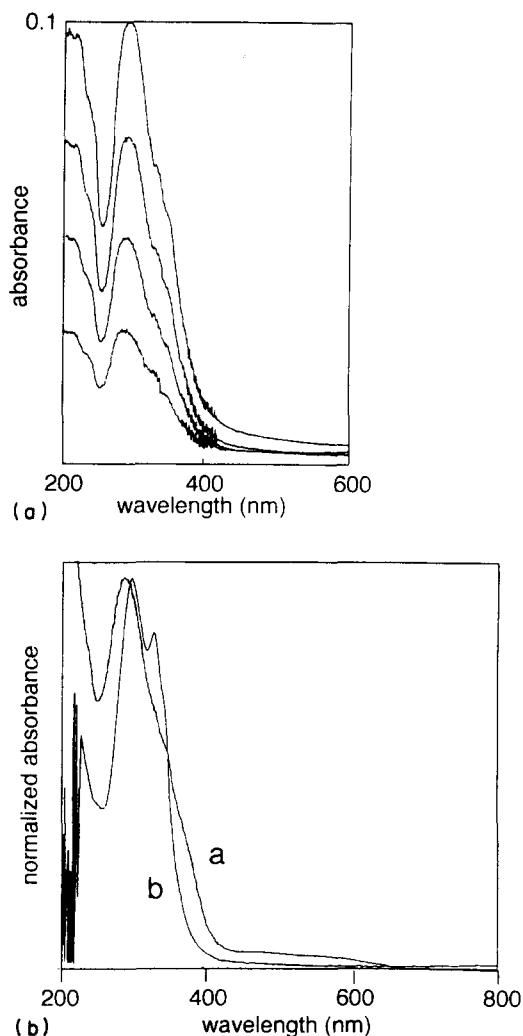 0.1
absorbance
200
400
600
(a)
wavelength (nm)
normalized absorbance
a
b
200
400
600
800
(b)
wavelength (nm)